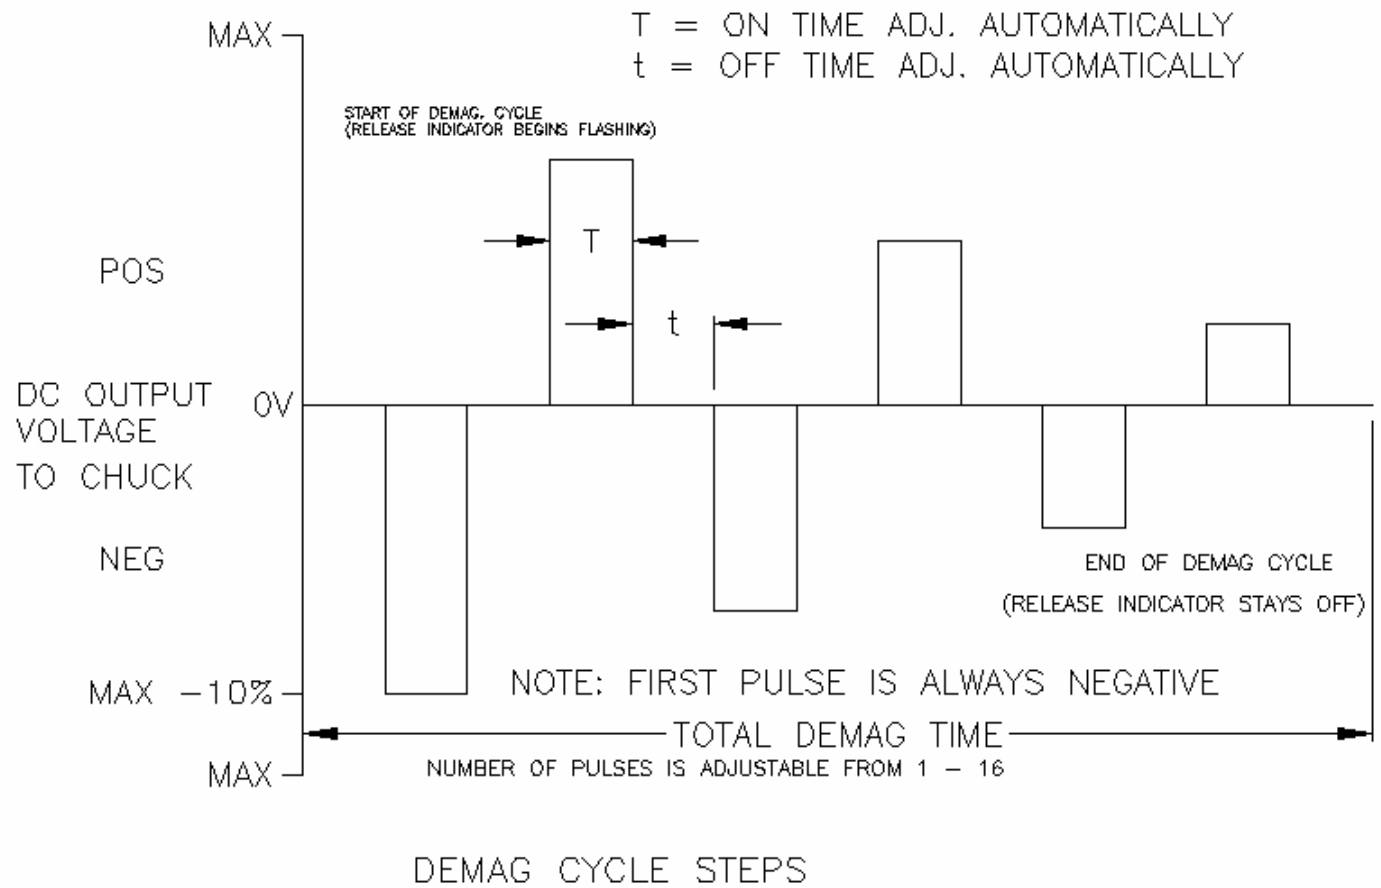 MAX
T = ON TIME ADJ. AUTOMATICALLY
t = OFF TIME ADJ. AUTOMATICALLY
START OF DEMAG. CYCLE
(RELEASE INDICATOR BEGINS FLASHING)
T
POS
t
DC OUTPUT
VOLTAGE
TO CHUCK
0V
NEG
END OF DEMAG CYCLE
(RELEASE INDICATOR STAYS OFF)
MAX -10%
NOTE: FIRST PULSE IS ALWAYS NEGATIVE
TOTAL DEMAG TIME
MAX
NUMBER OF PULSES IS ADJUSTABLE FROM 1 - 16
DEMAG CYCLE STEPS